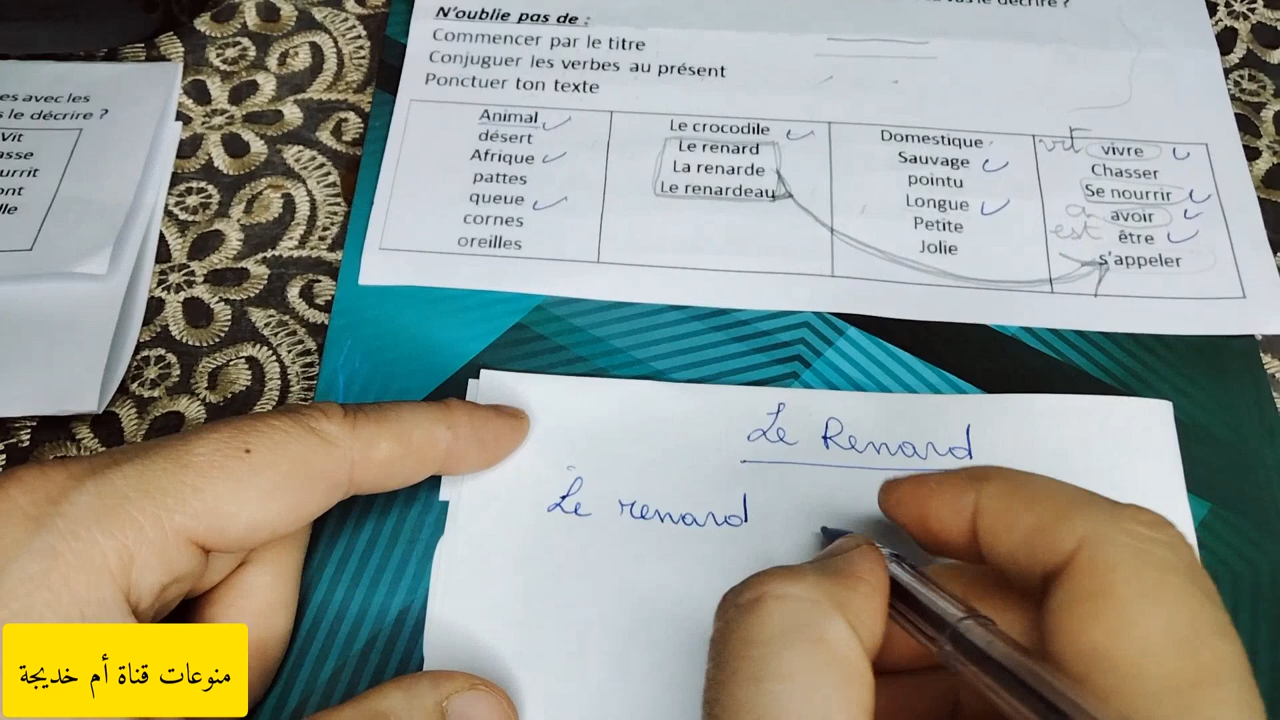 le décrire ?
N'oublie pas de :
Commencer par le titre
Conjuguer les verbes au présent
Ponctuer ton texte
Animal
désert
Afrique
pattes
queue
cornes
oreilles
Le crocodile
Le renard
La renarde
Le renardeau
Domestique
Sauvage
pointu
Longue
Petite
Jolie
vit vivre
Chasser
Se nourrir
a avoir
est être
s'appeler
es avec les
s le décrire ?
Vit
asse
urrit
ont
lle
Le Renard
Le renard
منوعات قناة أم خديجة